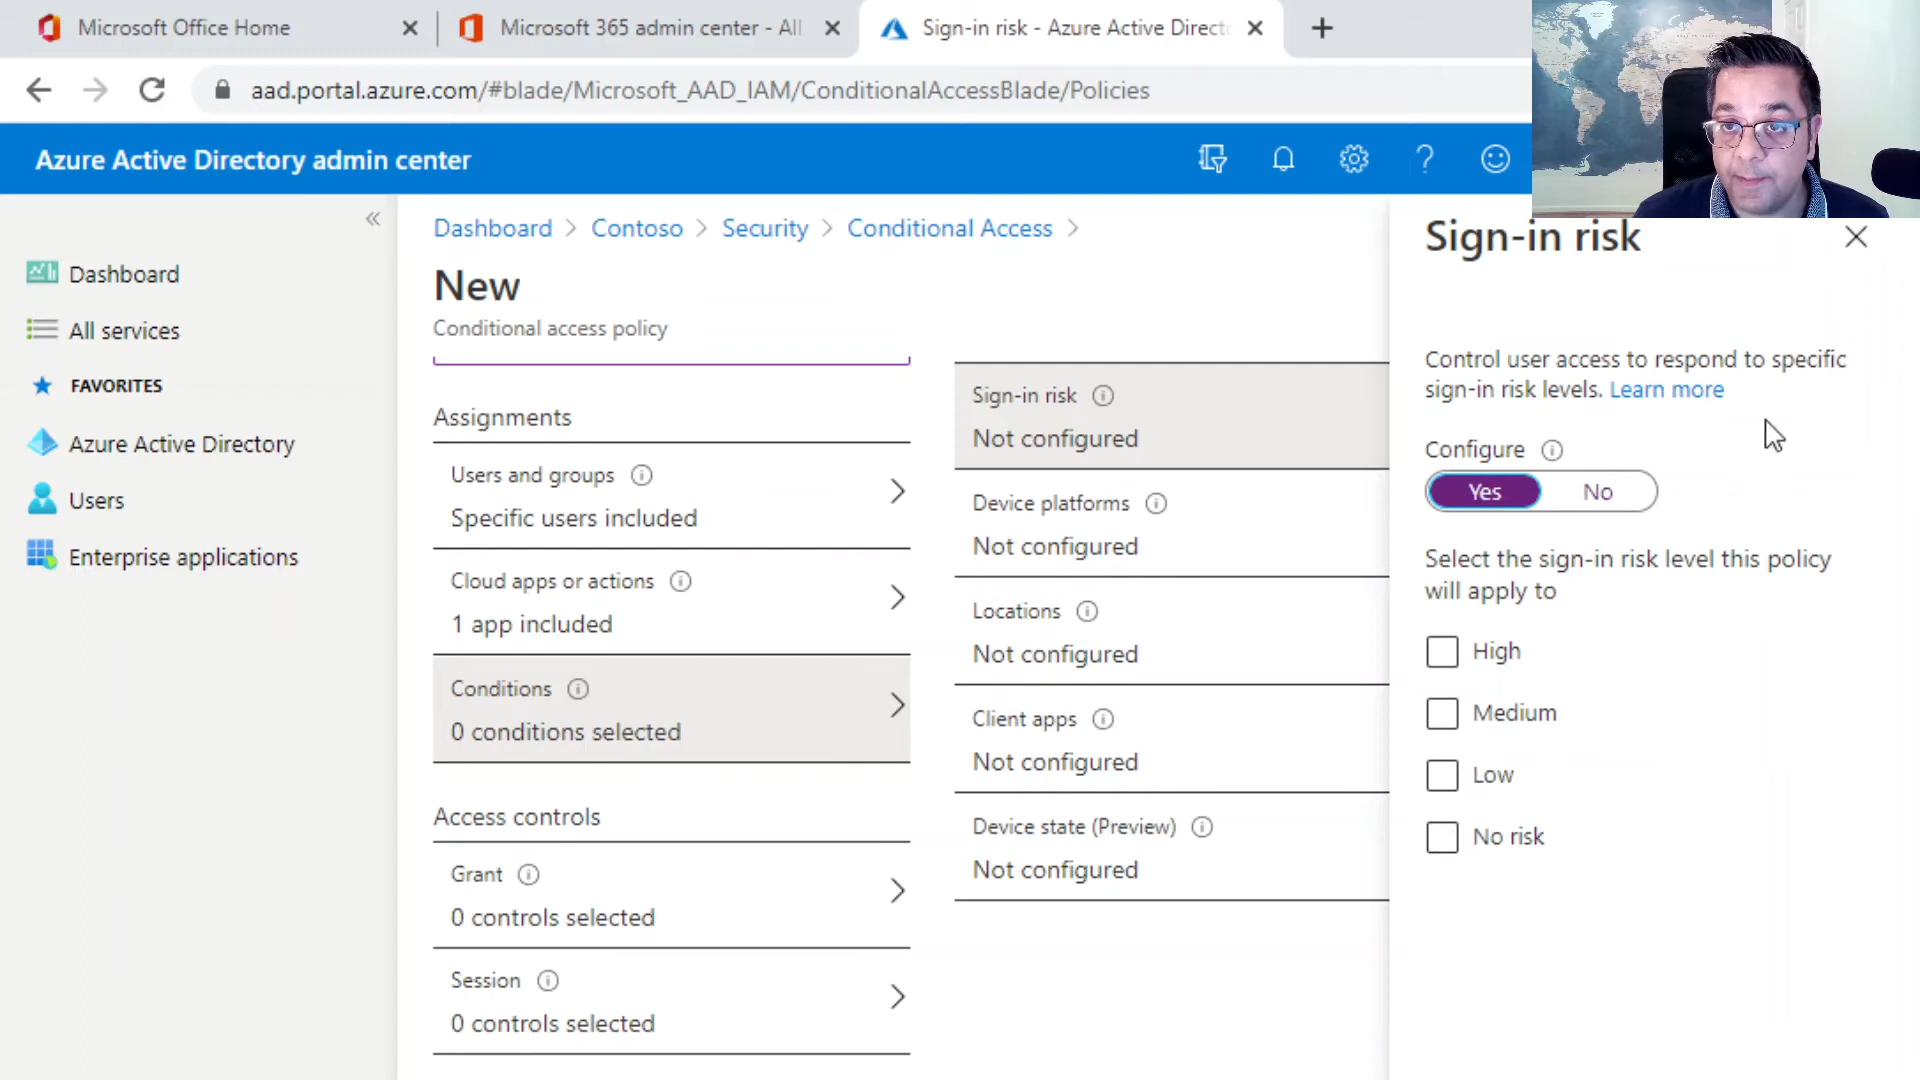 Microsoft Office Home
Microsoft 365 admin center - All
Sign-in risk - Azure Active Direct
aad.portal.azure.com/#blade/Microsoft_AAD_IAM/ConditionalAccessBlade/Policies
Azure Active Directory admin center
Dashboard
All services
FAVORITES
Azure Active Directory
Users
Enterprise applications
Dashboard > Contoso > Security > Conditional Access >
New
Conditional access policy
Assignments
Users and groups
Specific users included
Cloud apps or actions
1 app included
Conditions
0 conditions selected
Access controls
Grant
0 controls selected
Session
0 controls selected
Sign-in risk
Not configured
Device platforms
Not configured
Locations
Not configured
Client apps
Not configured
Device state (Preview)
Not configured
Sign-in risk
Control user access to respond to specific
sign-in risk levels. Learn more
Configure
Yes No
Select the sign-in risk level this policy
will apply to
High
Medium
Low
No risk